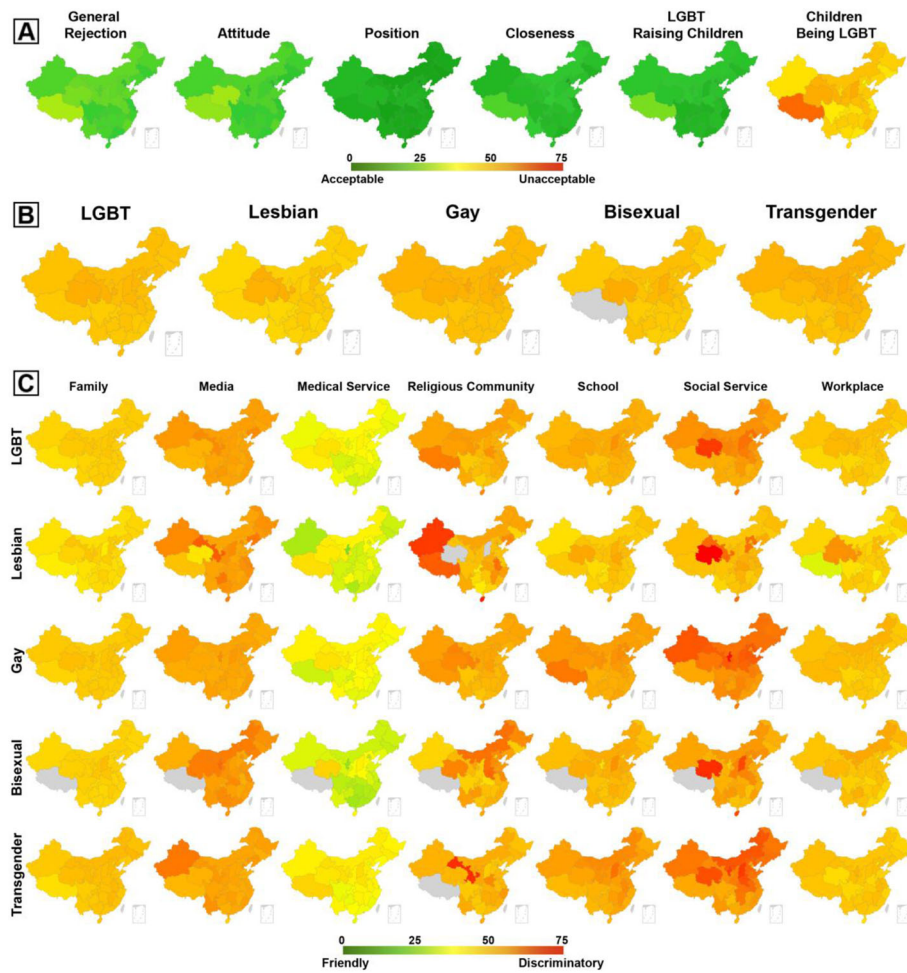 A
General
Rejection
Attitude
Position
Closeness
LGBT
Raising Children
Children
Being LGBT
0 25 50 75
Acceptable Unacceptable
B
LGBT Lesbian Gay Bisexual Transgender
C
Family Media Medical Service Religious Community School Social Service Workplace
LGBT
Lesbian
Gay
Bisexual
Transgender
0 25 50 75
Friendly Discriminatory